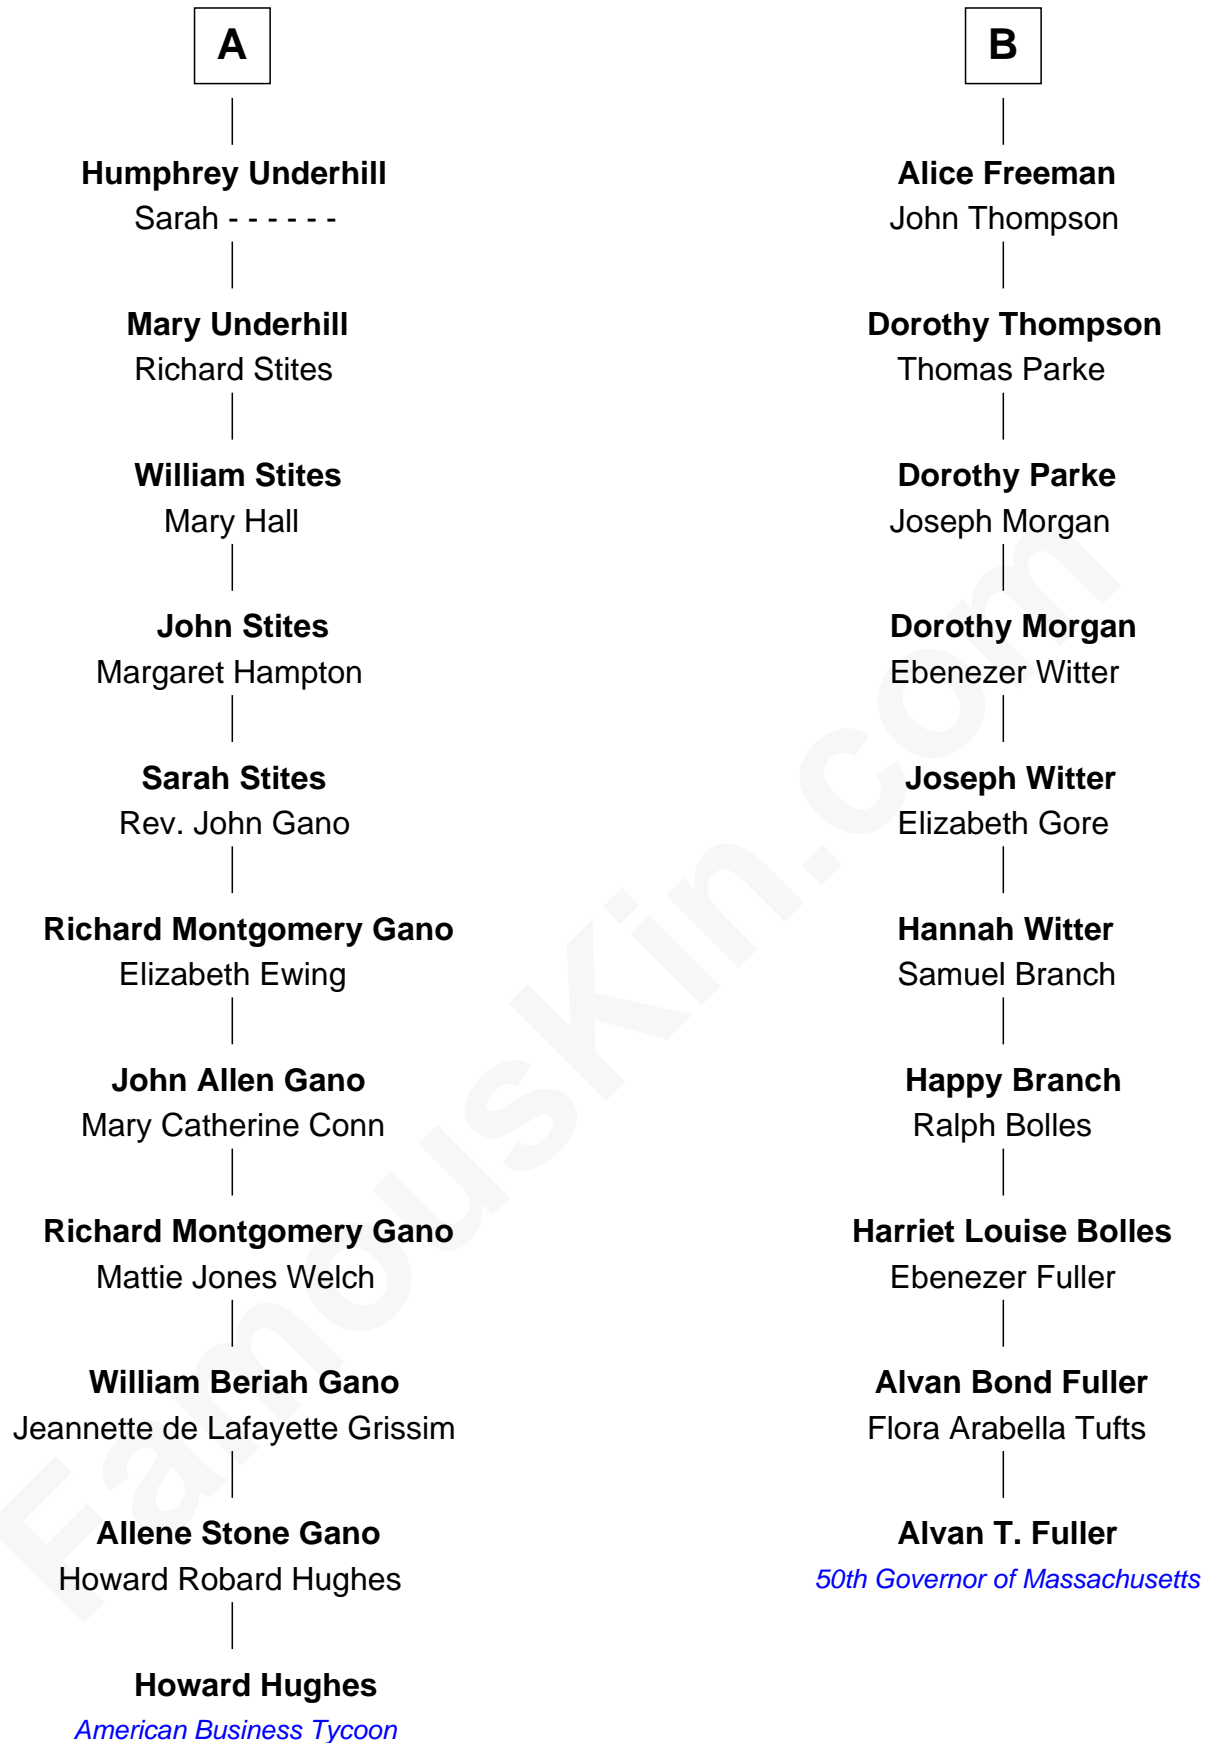 A
Humphrey Underhill
Sarah - - - - - -
Mary Underhill
Richard Stites
William Stites
Mary Hall
John Stites
Margaret Hampton
Sarah Stites
Rev. John Gano
Richard Montgomery Gano
Elizabeth Ewing
John Allen Gano
Mary Catherine Conn
Richard Montgomery Gano
Mattie Jones Welch
William Beriah Gano
Jeannette de Lafayette Grissim
Allene Stone Gano
Howard Robard Hughes
Howard Hughes
American Business Tycoon
B
Alice Freeman
John Thompson
Dorothy Thompson
Thomas Parke
Dorothy Parke
Joseph Morgan
Dorothy Morgan
Ebenezer Witter
Joseph Witter
Elizabeth Gore
Hannah Witter
Samuel Branch
Happy Branch
Ralph Bolles
Harriet Louise Bolles
Ebenezer Fuller
Alvan Bond Fuller
Flora Arabella Tufts
Alvan T. Fuller
50th Governor of Massachusetts
FamousKin.com